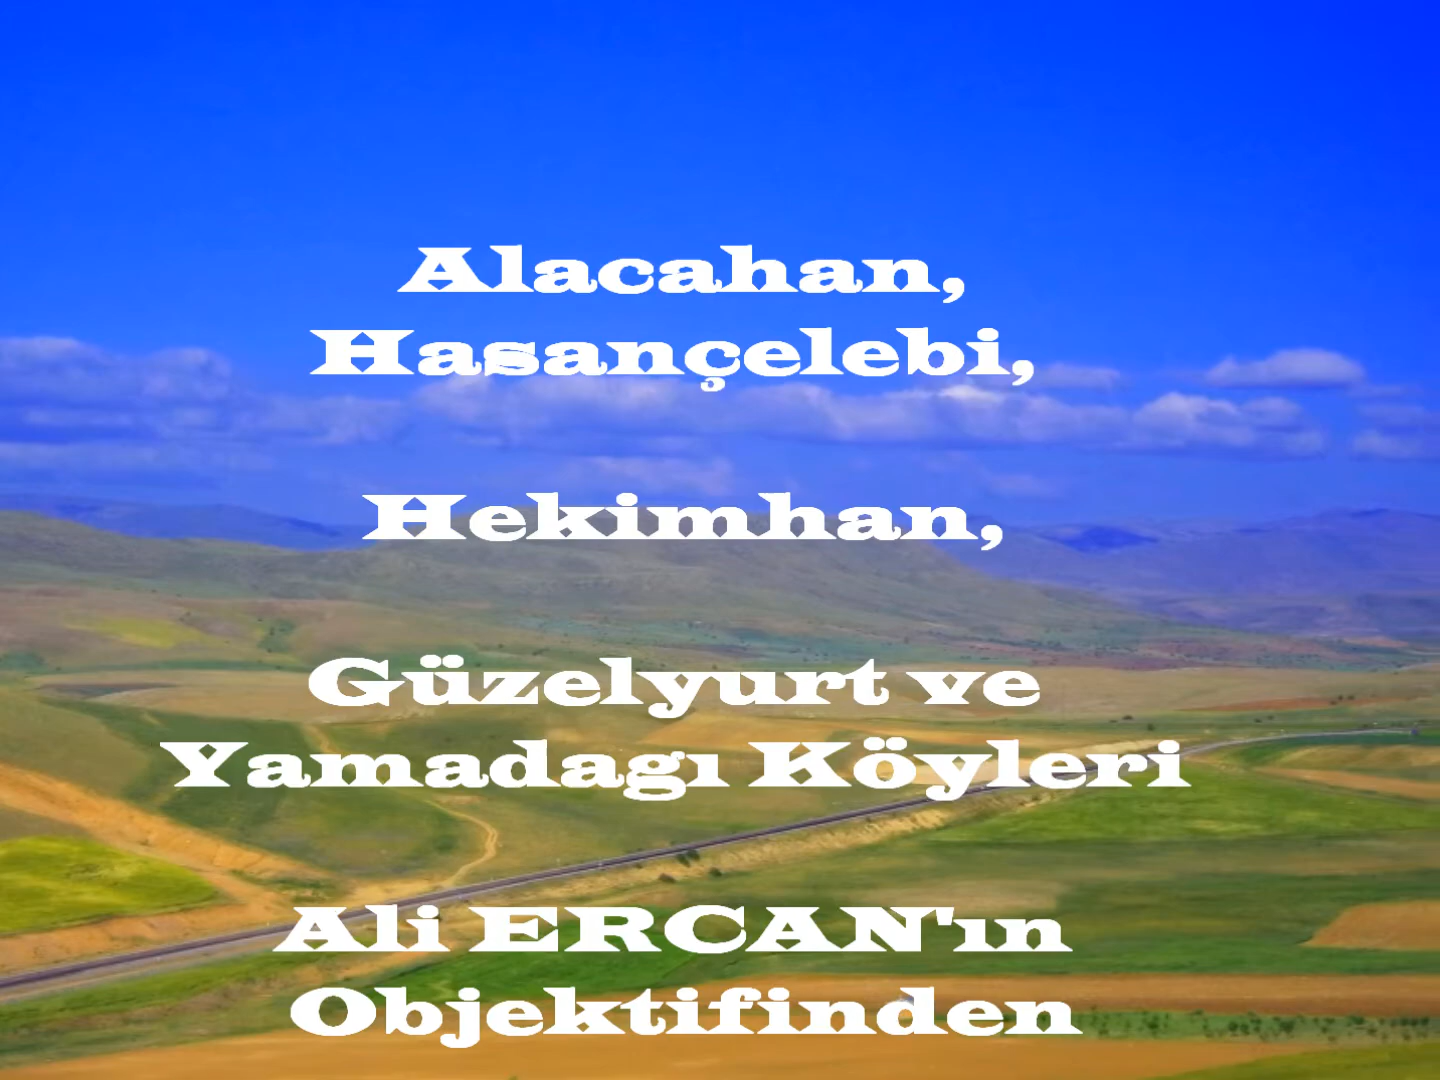 Alacahan,
Hasançelebi,
Hekimhan,
Güzelyurt ve
Yamadagı Köyleri
Ali ERCAN'ın
Objektifinden